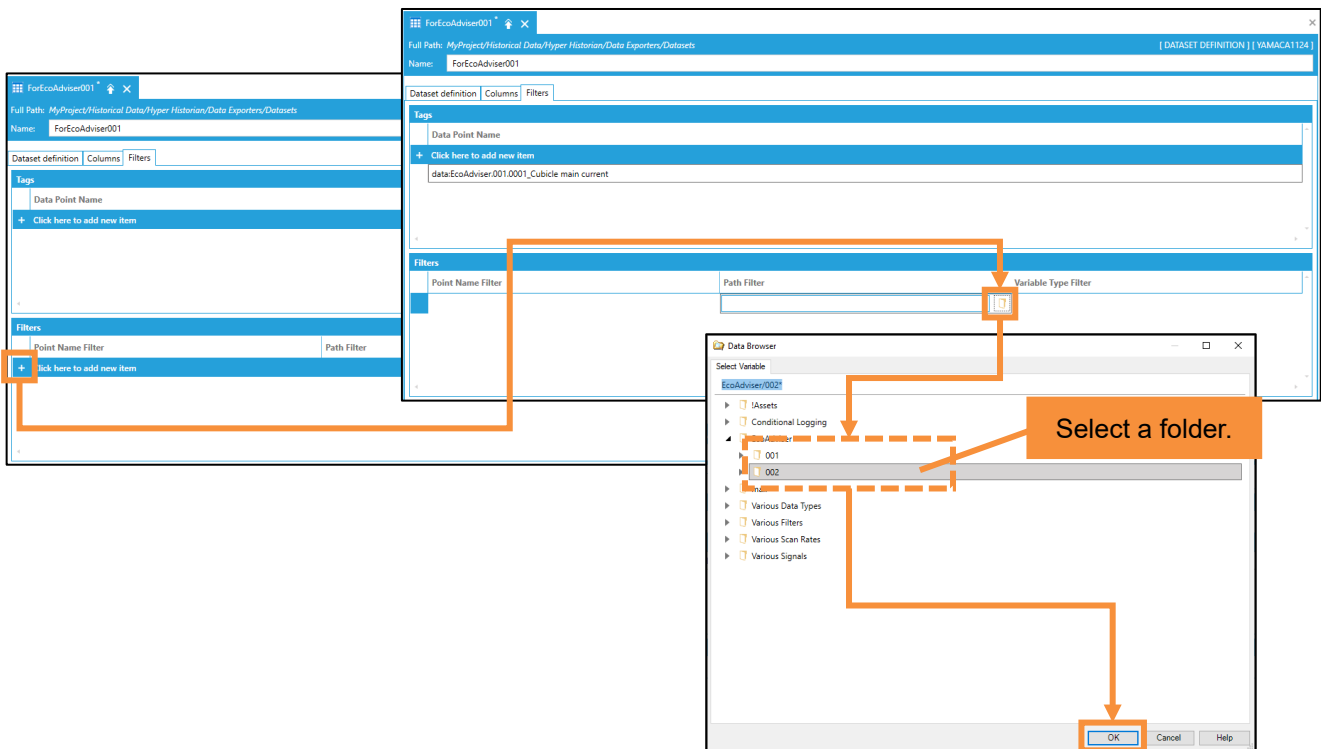 ForEcoAdviser001*
Full Path: MyProject/Historical Data/Hyper Historian/Data Exporters/Datasets
Name: ForEcoAdviser001
Dataset definition Columns Filters
Tags
Data Point Name
+ Click here to add new item
Filters
Point Name Filter Path Filter
+ Click here to add new item
ForEcoAdviser001*
Full Path: MyProject/Historical Data/Hyper Historian/Data Exporters/Datasets [ DATASET DEFINITION ] [ YAMACA1124 ]
Name: ForEcoAdviser001
Dataset definition Columns Filters
Tags
Data Point Name
+ Click here to add new item
data:EcoAdviser.001.0001_Cubicle main current
Filters
Point Name Filter Path Filter Variable Type Filter
Data Browser
Select Variable
EcoAdviser/002*
!Assets
Conditional Logging
EcoAdviser
001
002
Various Data Types
Various Filters
Various Scan Rates
Various Signals
Select a folder.
OK Cancel Help